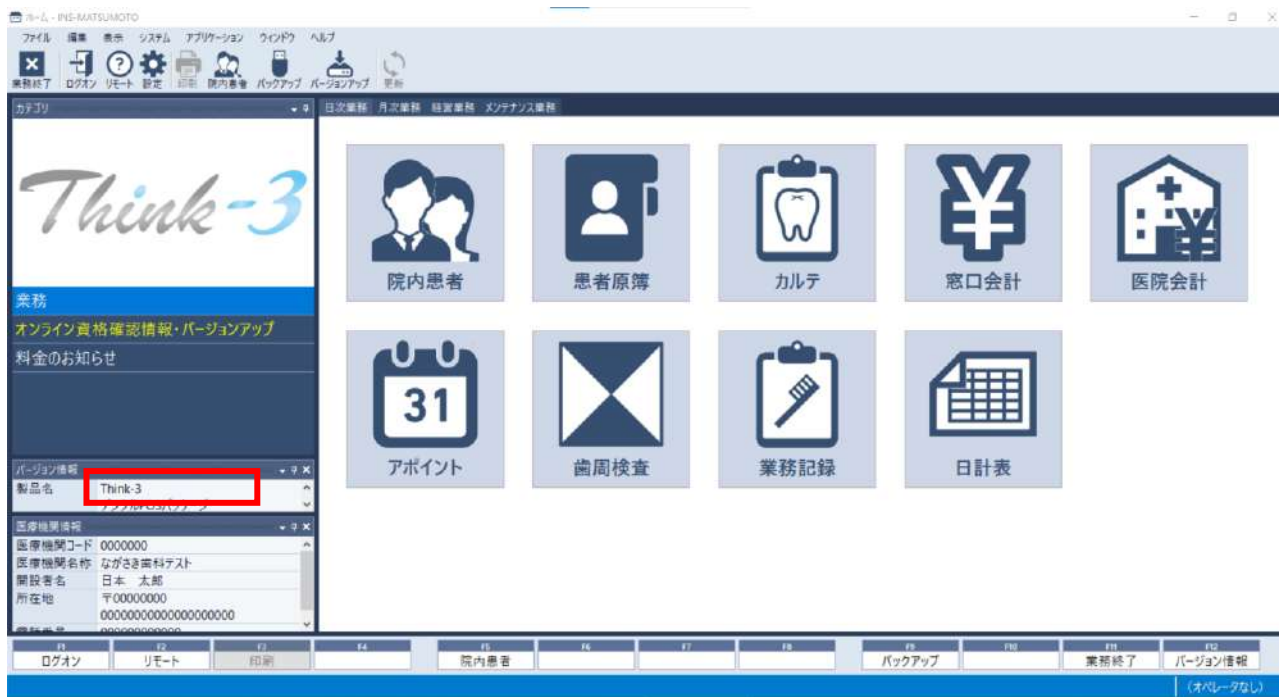 ホーム - INS-MATSUMOTO
ファイル 編集 表示 システム アプリケーション ウィンドウ ヘルプ
業務終了 ログオン リモート 設定 印刷 院内患者 バックアップ バージョンアップ 更新
カテゴリ
日次業務 月次業務 経営業務 メンテナンス業務
Think-3
院内患者 患者原簿 カルテ 窓口会計 医院会計
業務
オンライン資格確認情報・バージョンアップ
料金のお知らせ
31
アポイント 歯周検査 業務記録 日計表
バージョン情報
製品名 Think-3
医療機関情報
医療機関コード 0000000
医療機関名称 ながさき歯科テスト
開設者名 日本 太郎
所在地 〒00000000
00000000000000000000
F1 F2 F3 F4 F5 F6 F7 F8 F9 F10 F11 F12
ログオン リモート 印刷 院内患者 バックアップ 業務終了 バージョン情報
(オペレータなし)